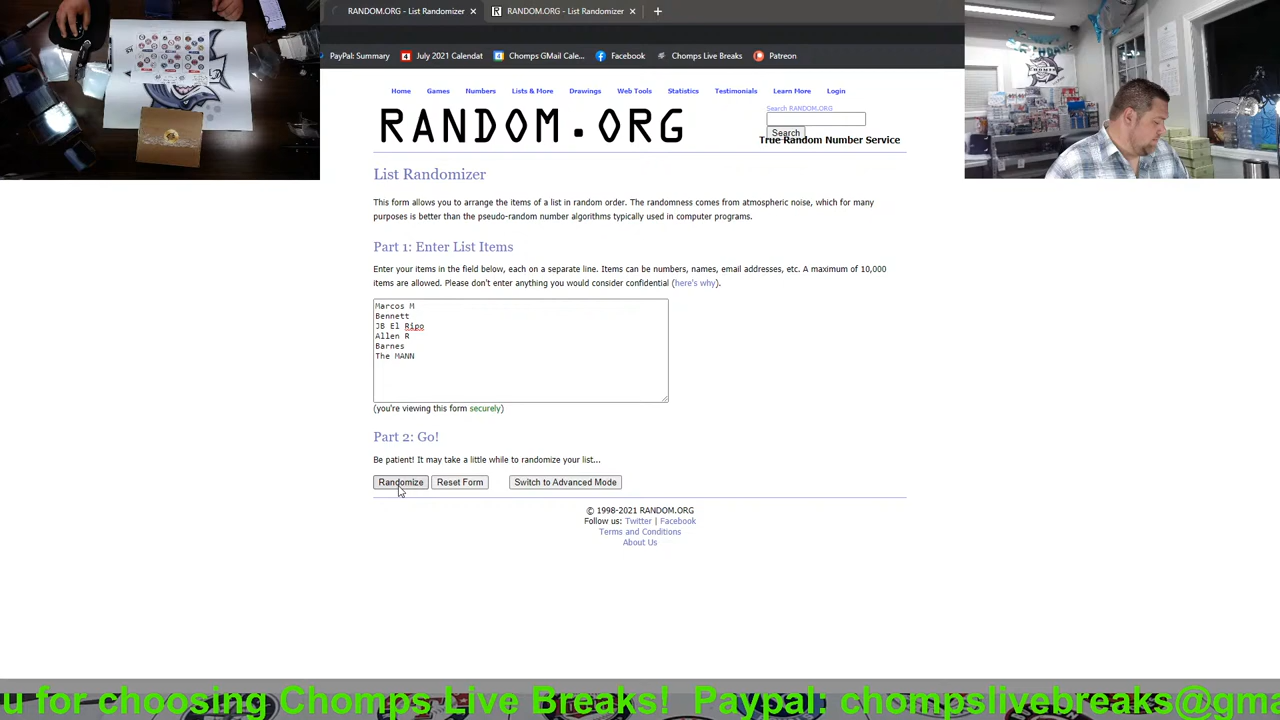 RANDOM.ORG - List Randomizer
RANDOM.ORG - List Randomizer
PayPal: Summary
July 2021 Calendat
Chomps GMail Cale...
Facebook
Chomps Live Breaks
Patreon
Home Games Numbers Lists & More Drawings Web Tools Statistics Testimonials Learn More Login
Search RANDOM.ORG
RANDOM.ORG
Search
True Random Number Service
List Randomizer
This form allows you to arrange the items of a list in random order. The randomness comes from atmospheric noise, which for many
purposes is better than the pseudo-random number algorithms typically used in computer programs.
Part 1: Enter List Items
Enter your items in the field below, each on a separate line. Items can be numbers, names, email addresses, etc. A maximum of 10,000
items are allowed. Please don't enter anything you would consider confidential (here's why).
Marcos M
Bennett
JB El Ripo
Allen R
Barnes
The MANN
(you're viewing this form securely)
Part 2: Go!
Be patient! It may take a little while to randomize your list...
Randomize Reset Form Switch to Advanced Mode
© 1998-2021 RANDOM.ORG
Follow us: Twitter | Facebook
Terms and Conditions
About Us
u for choosing Chomps Live Breaks! Paypal: chompslivebreaks@gma